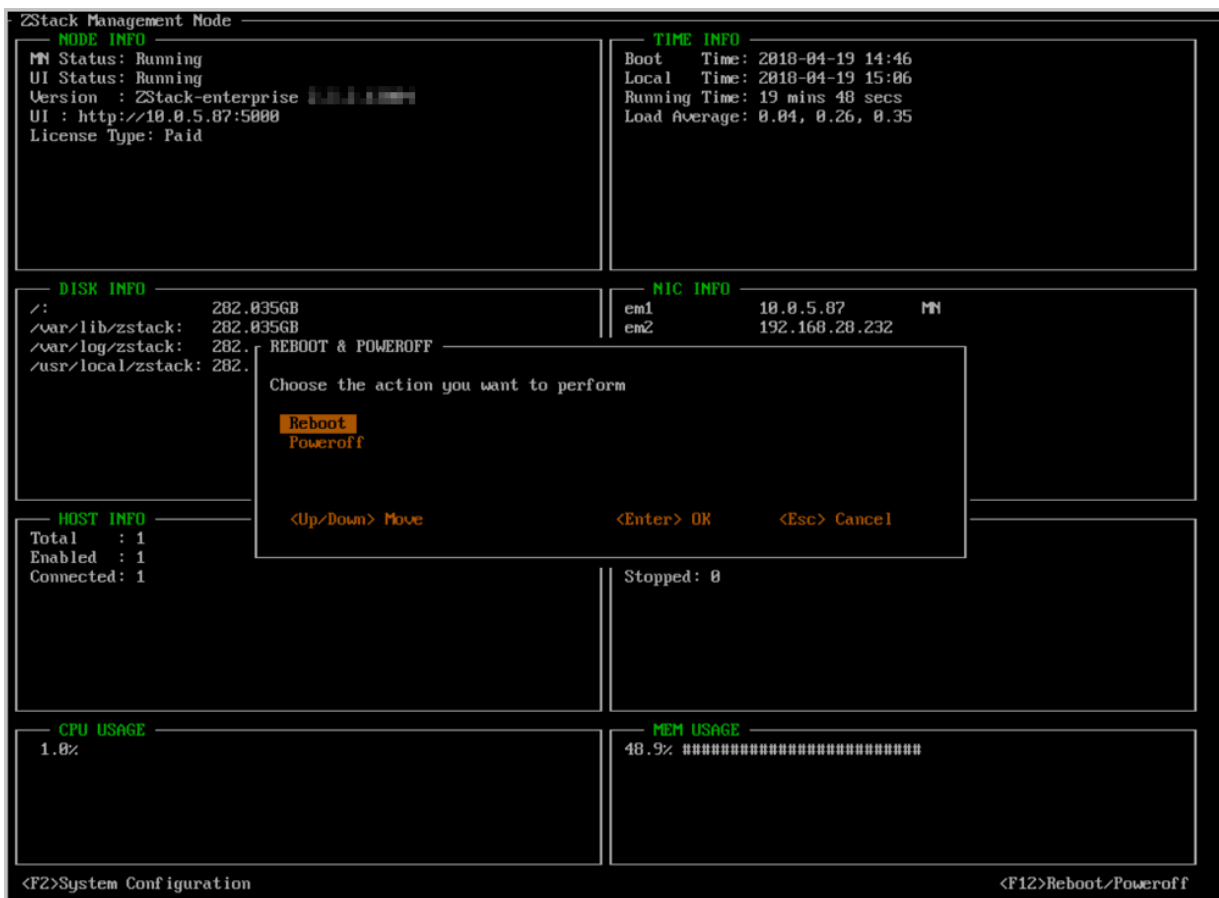 ZStack Management Node
NODE INFO
MN Status: Running
UI Status: Running
Version : ZStack-enterprise
UI : http://10.0.5.87:5000
License Type: Paid
TIME INFO
Boot Time: 2018-04-19 14:46
Local Time: 2018-04-19 15:06
Running Time: 19 mins 48 secs
Load Average: 0.04, 0.26, 0.35
DISK INFO
/: 282.035GB
/var/lib/zstack: 282.035GB
/var/log/zstack: 282.
/usr/local/zstack: 282.
NIC INFO
em1 10.0.5.87 MN
em2 192.168.28.232
REBOOT & POWEROFF
Choose the action you want to perform
Reboot
Poweroff
<Up/Down> Move <Enter> OK <Esc> Cancel
HOST INFO
Total : 1
Enabled : 1
Connected: 1
Stopped: 0
CPU USAGE
1.0%
MEM USAGE
48.9% #########################
<F2>System Configuration <F12>Reboot/Poweroff